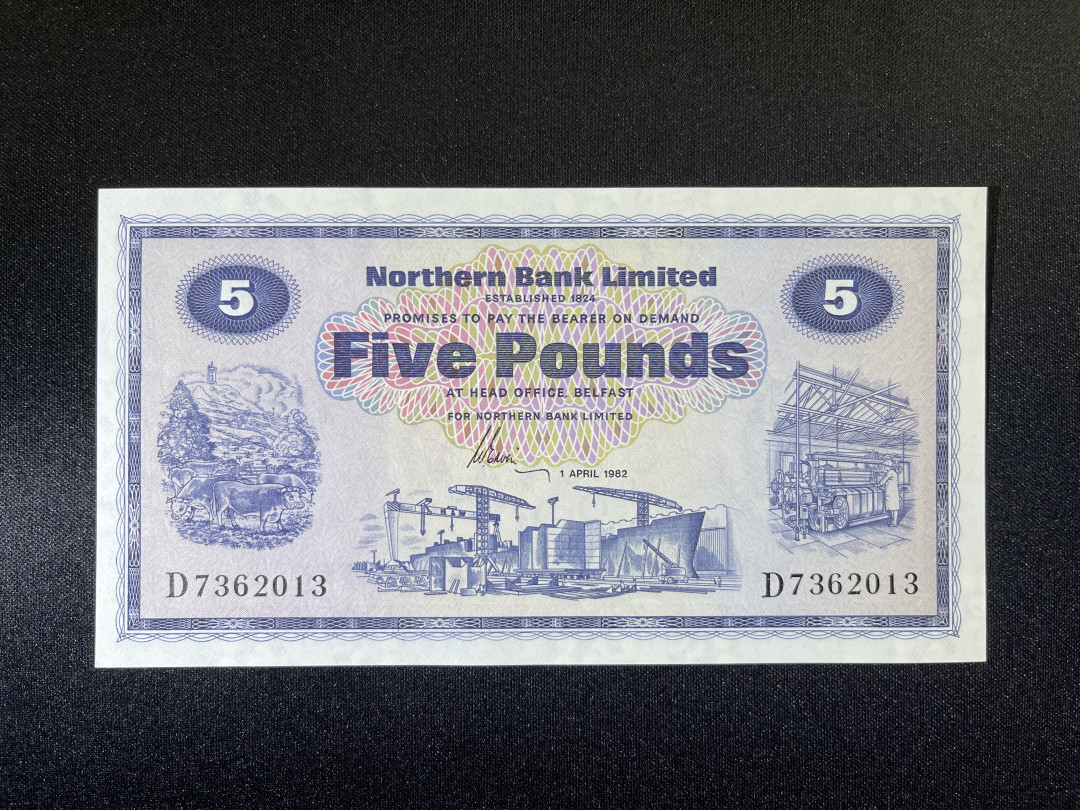 5
Northern Bank Limited
5
ESTABLISHED 1824
PROMISES TO PAY THE BEARER ON DEMAND
Five Pounds
AT HEAD OFFICE, BELFAST
FOR NORTHERN BANK LIMITED
1 APRIL 1982
D7362013
D7362013